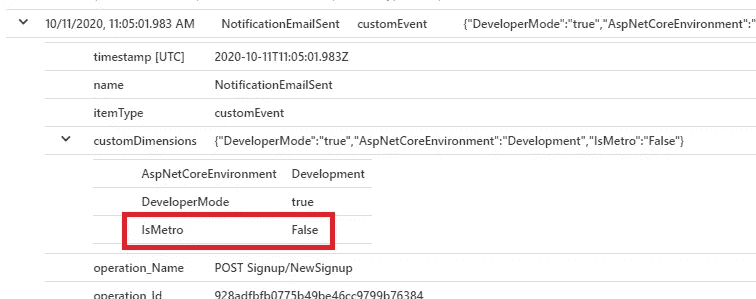 10/11/2020, 11:05:01.983 AM NotificationEmailSent customEvent {"DeveloperMode":"true","AspNetCoreEnvironment":"
timestamp [UTC] 2020-10-11T11:05:01.983Z
name NotificationEmailSent
itemType customEvent
customDimensions {"DeveloperMode":"true","AspNetCoreEnvironment":"Development","IsMetro":"False"}
AspNetCoreEnvironment Development
DeveloperMode true
IsMetro False
operation_Name POST Signup/NewSignup
operation_Id 928adfbfb0775b49be46cc9799b76384